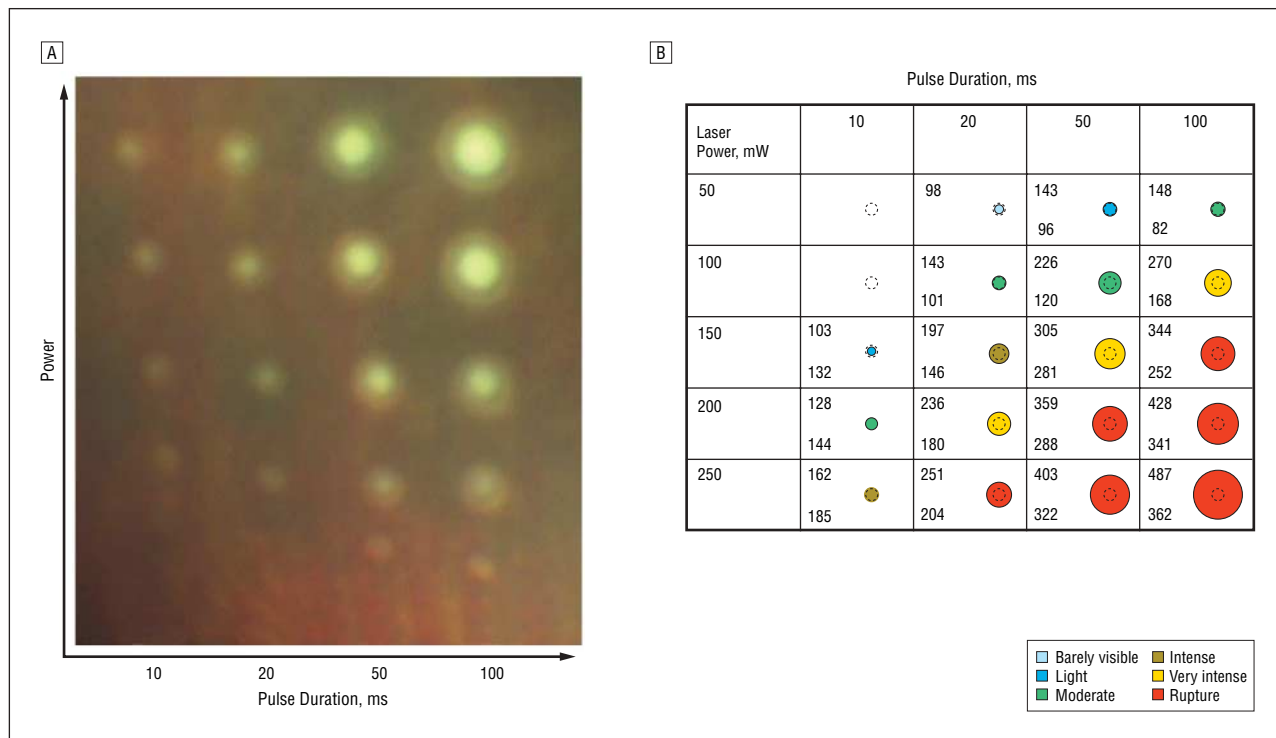 A
Power
10 20 50 100
Pulse Duration, ms
B
Pulse Duration, ms
Laser
Power, mW
10 20 50 100
50
98
143
96
148
82
100
143
101
226
120
270
168
150
103
132
197
146
305
281
344
252
200
128
144
236
180
359
288
428
341
250
162
185
251
204
403
322
487
362
Barely visible
Light
Moderate
Intense
Very intense
Rupture